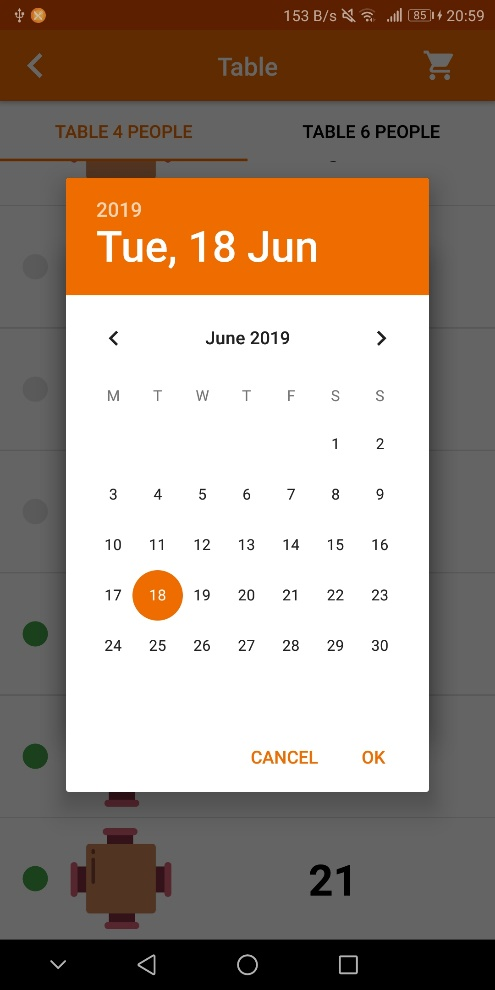 153 B/s 85 20:59
Table
TABLE 4 PEOPLE TABLE 6 PEOPLE
2019
Tue, 18 Jun
June 2019
M T W T F S S
1 2
3 4 5 6 7 8 9
10 11 12 13 14 15 16
17 18 19 20 21 22 23
24 25 26 27 28 29 30
CANCEL OK
21